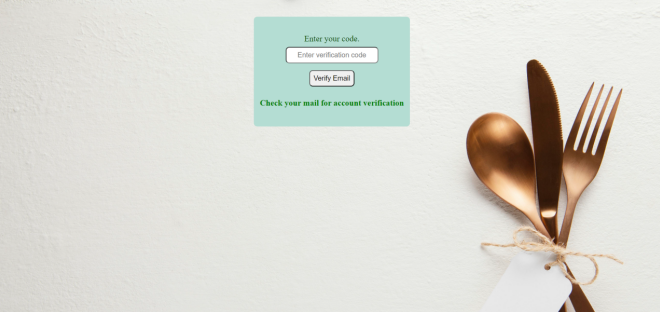 Enter your code.
Enter verification code
Verify Email
Check your mail for account verification